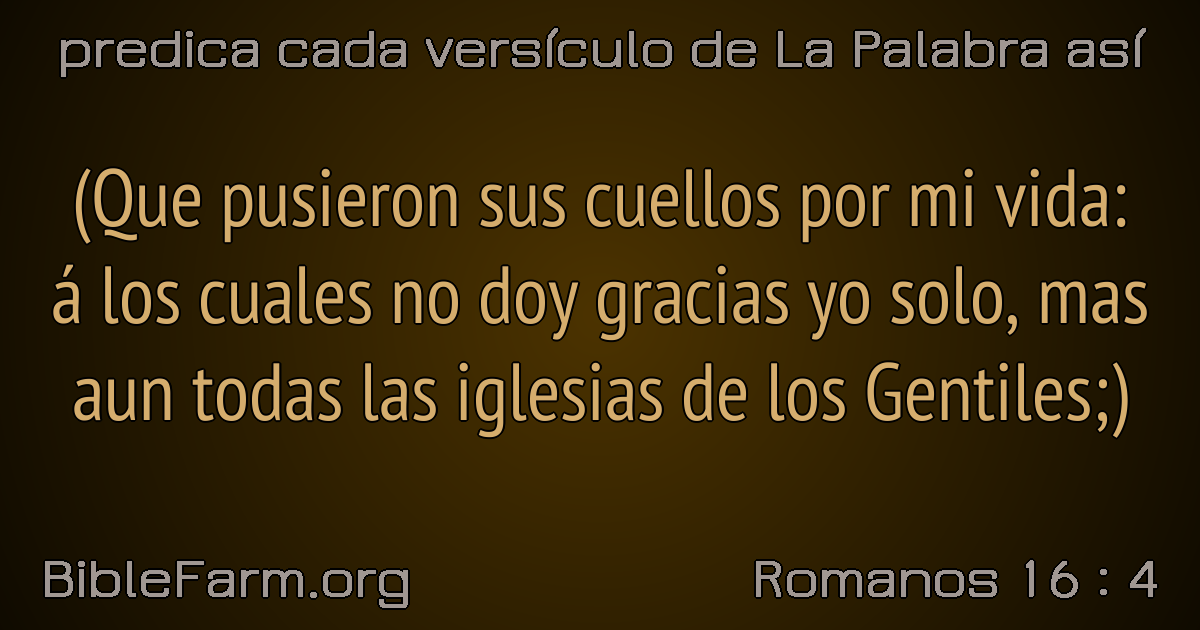 predica cada versículo de La Palabra así
(Que pusieron sus cuellos por mi vida:
á los cuales no doy gracias yo solo, mas
aun todas las iglesias de los Gentiles;)
BibleFarm.org
Romanos 16 : 4